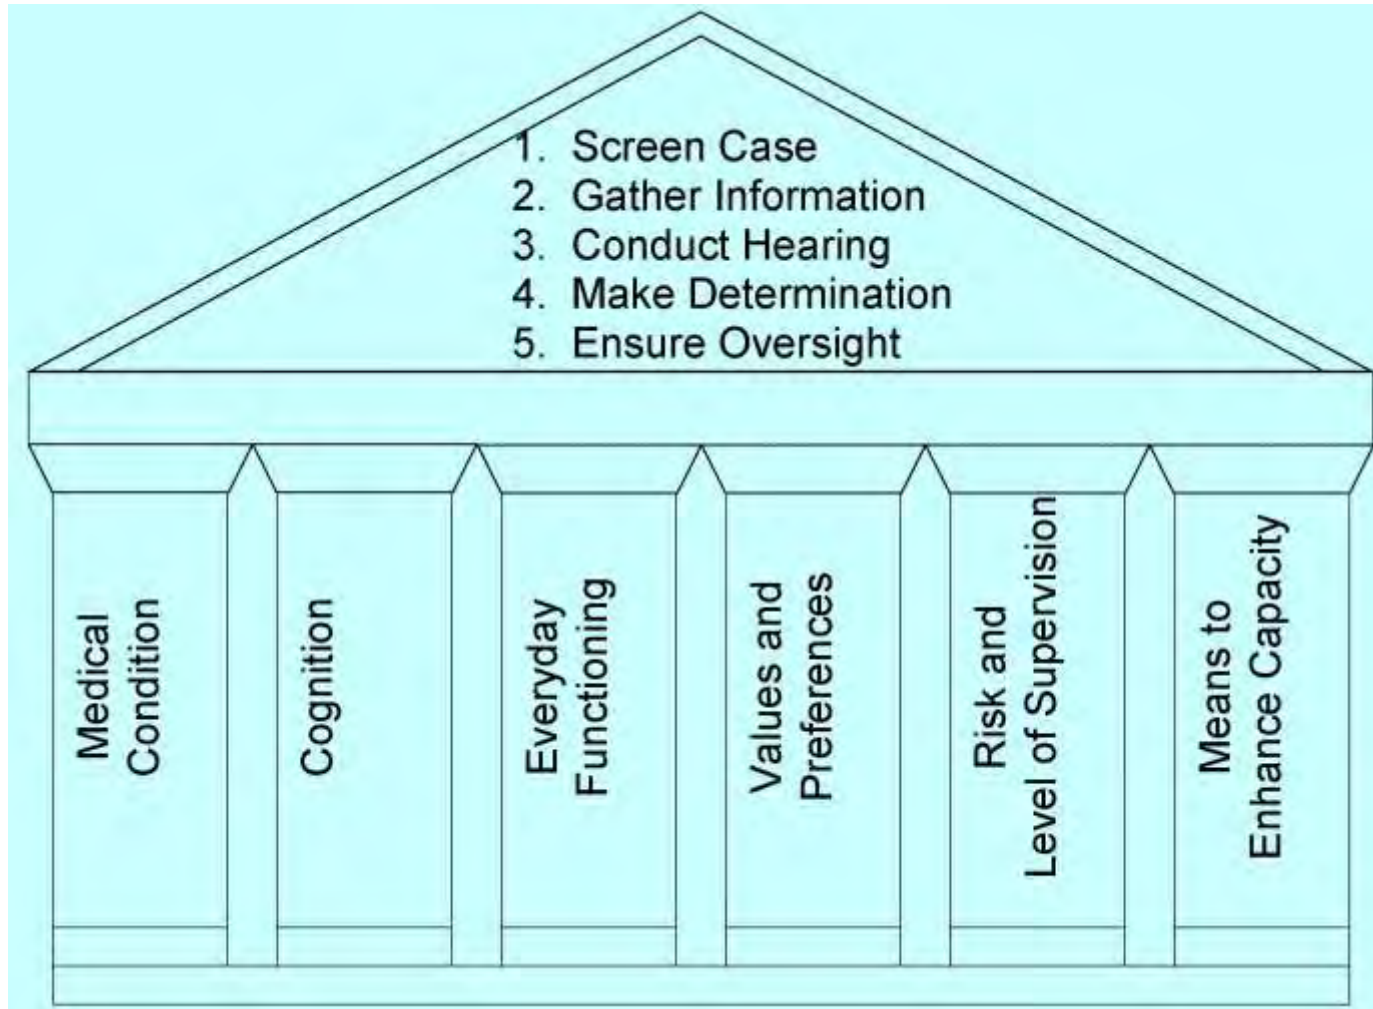 1. Screen Case
2. Gather Information
3. Conduct Hearing
4. Make Determination
5. Ensure Oversight
Medical
Condition
Cognition
Everyday
Functioning
Values and
Preferences
Risk and
Level of Supervision
Means to
Enhance Capacity